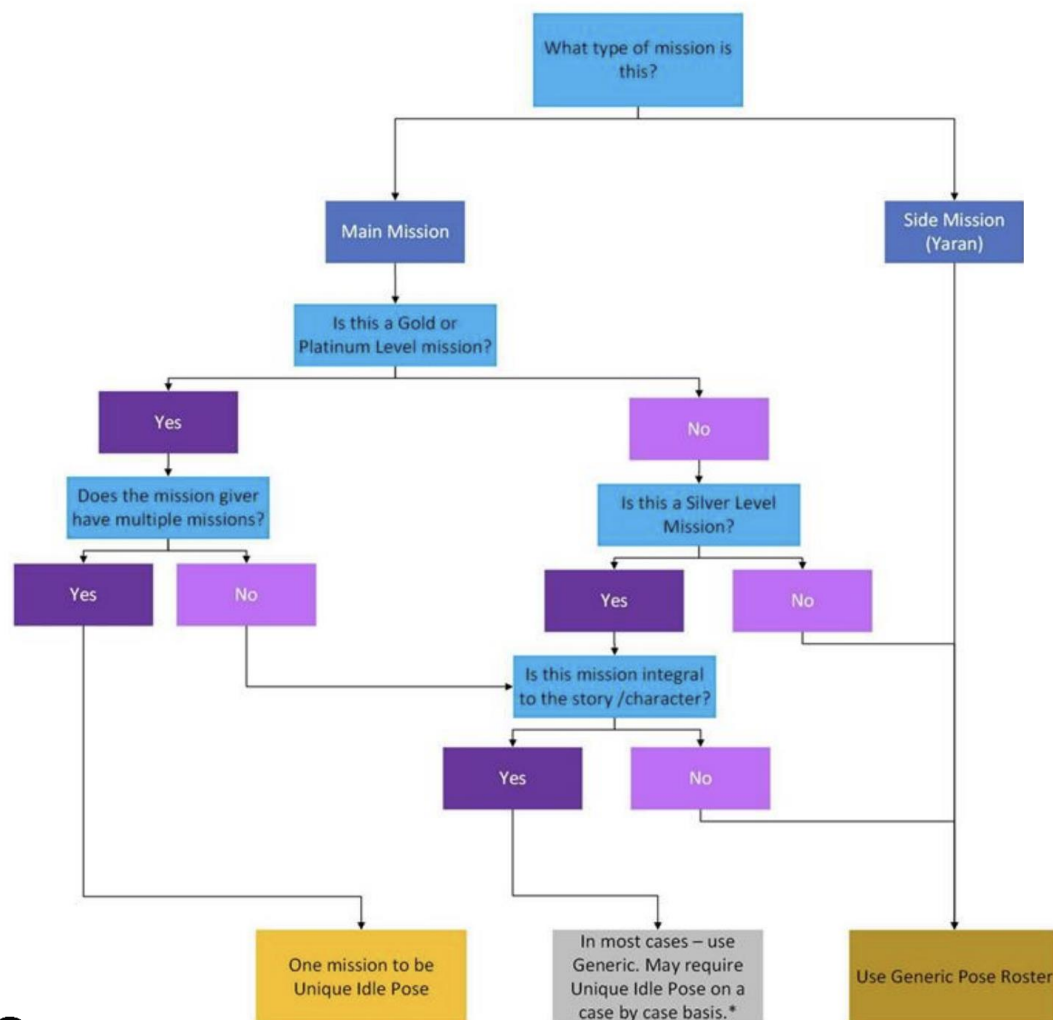 What type of mission is
this?
Main Mission
Side Mission
(Yaran)
Is this a Gold or
Platinum Level mission?
Yes
No
Does the mission giver
have multiple missions?
Is this a Silver Level
Mission?
Yes
No
Yes
No
Is this mission integral
to the story /character?
Yes
No
One mission to be
Unique Idle Pose
In most cases – use
Generic. May require
Unique Idle Pose on a
case by case basis.*
Use Generic Pose Roster